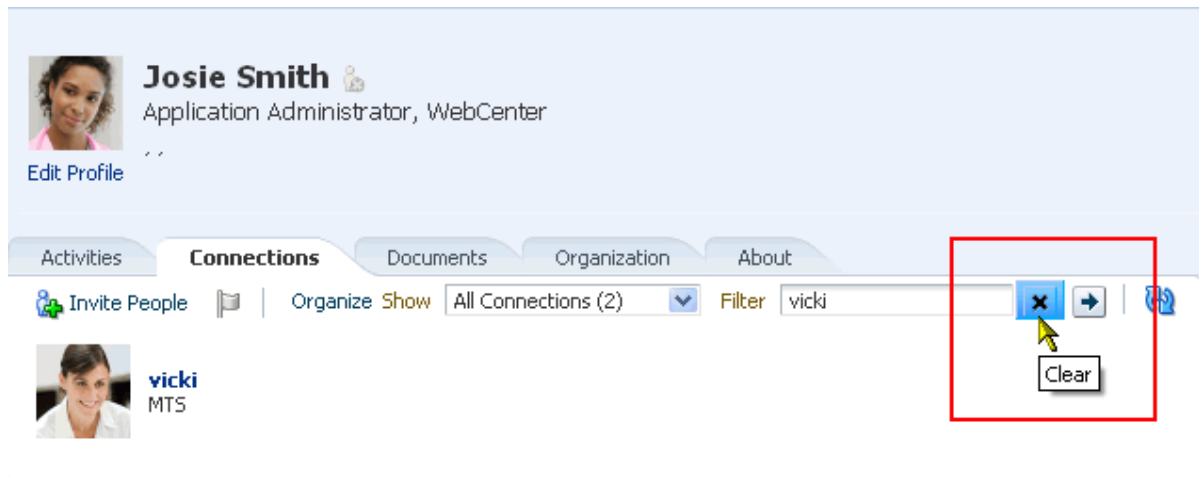 Josie Smith
Application Administrator, WebCenter
, ,
Edit Profile
Activities Connections Documents Organization About
Invite People Organize Show All Connections (2) Filter vicki
Clear
vicki
MTS